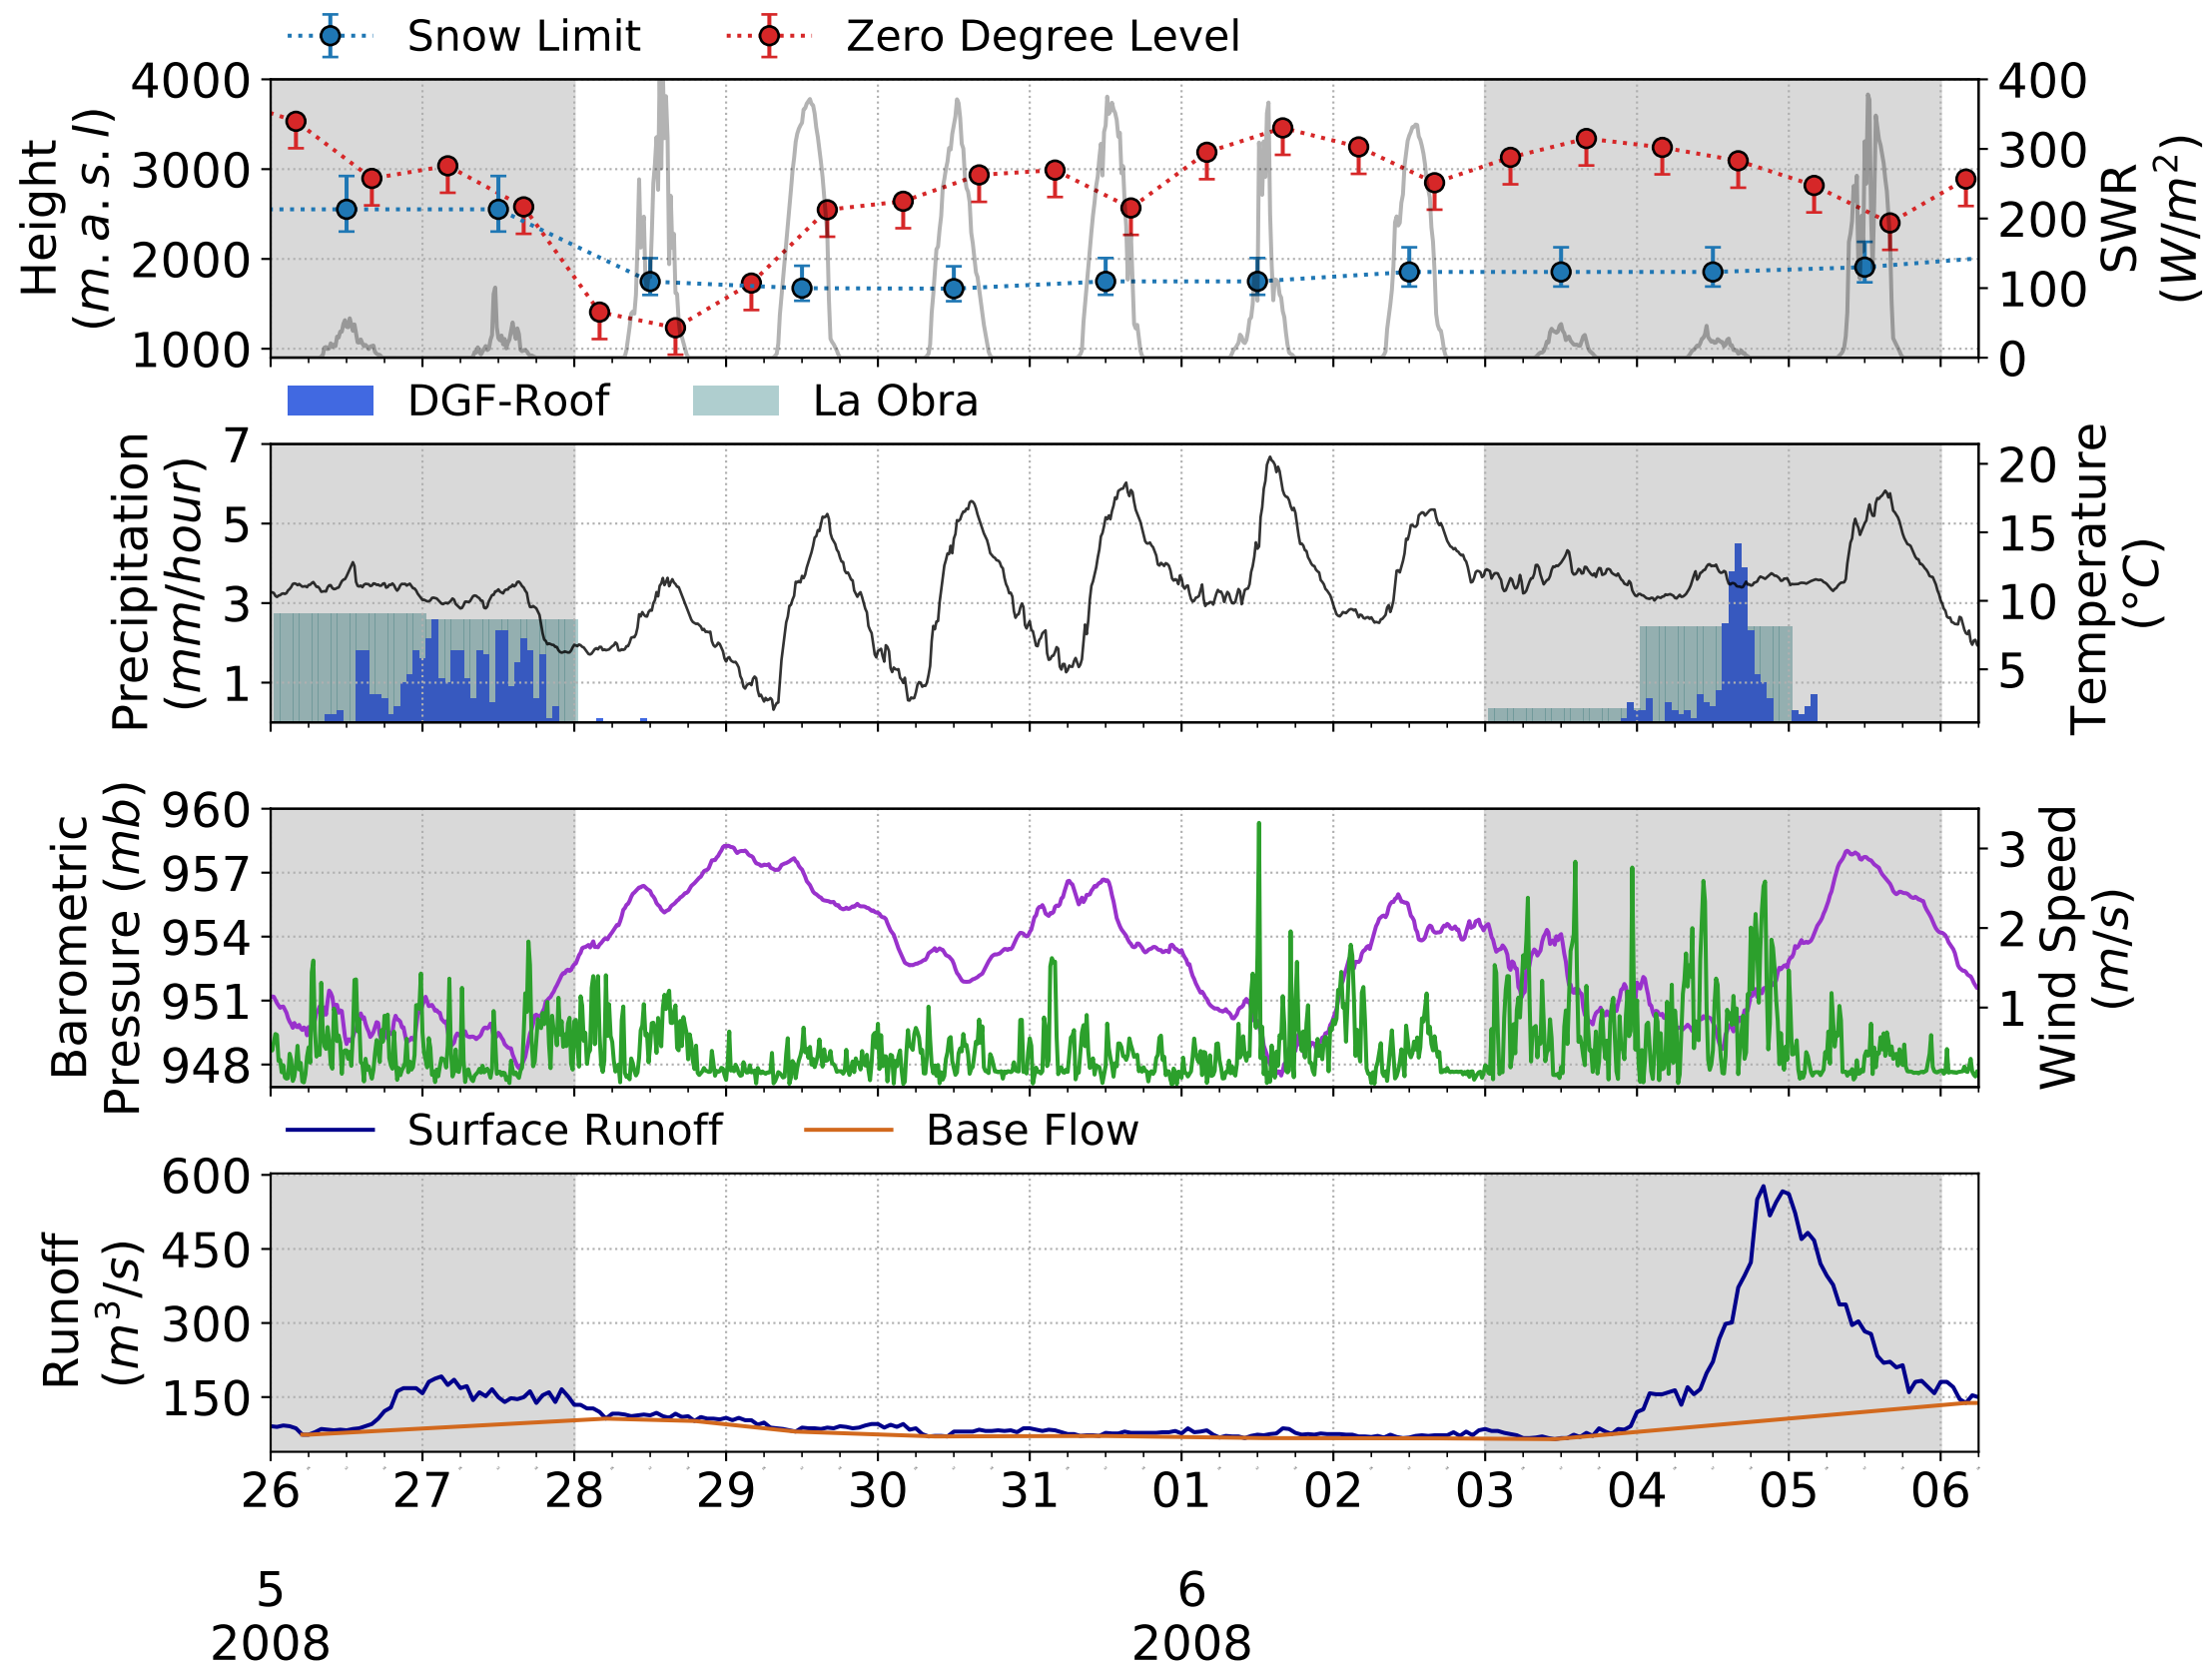 Snow Limit Zero Degree Level
4000
3000
2000
1000
Height
(m.a.s.l)
400
300
200
100
0
SWR
(W/m²)
DGF-Roof La Obra
7
5
3
1
Precipitation
(mm/hour)
20
15
10
5
Temperature
(°C)
960
957
954
951
948
Barometric
Pressure (mb)
3
2
1
Wind Speed
(m/s)
Surface Runoff Base Flow
600
450
300
150
Runoff
(m³/s)
26 27 28 29 30 31 01 02 03 04 05 06
5 6
2008 2008